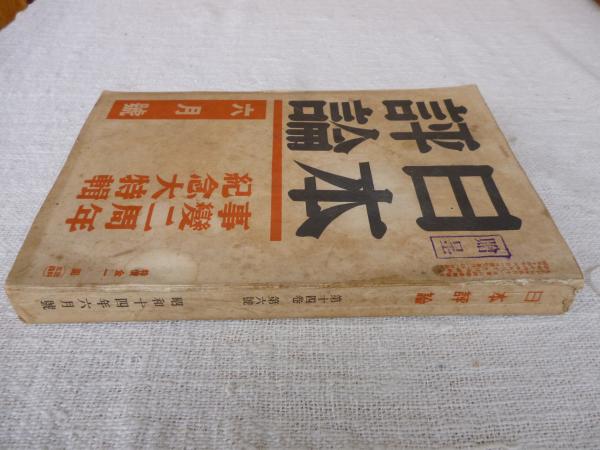 日本
評論
六月號
事變二周年
紀念大特輯
贈呈
日本評論 第十四卷 第六號 昭和十四年六月號